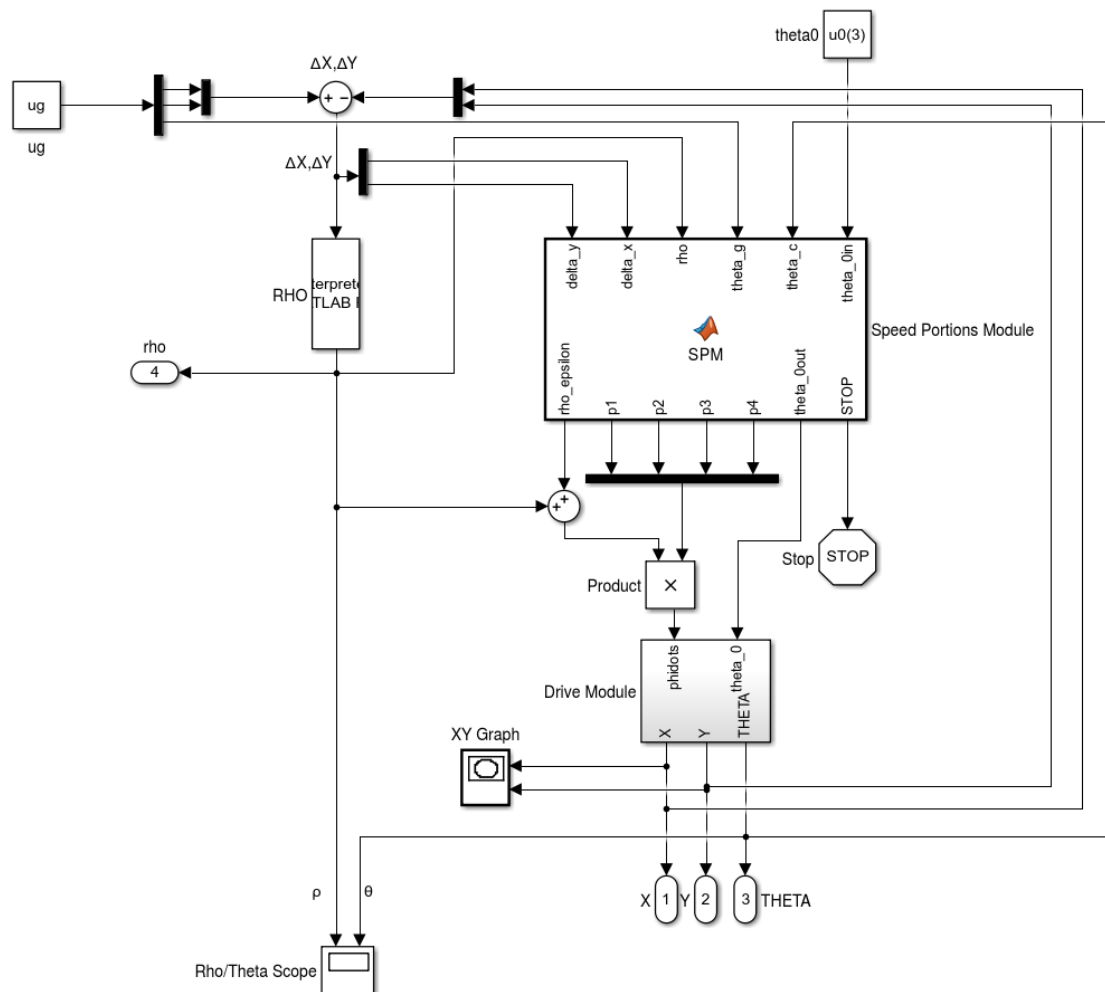 theta0
u0(3)
ΔX,ΔY
ug
ug
ΔX,ΔY
delta_y
delta_x
rho
theta_g
theta_c
theta_0in
RHO
terprete
TLAB
SPM
Speed Portions Module
rho
4
rho_epsilon
p1
p2
p3
p4
theta_0out
STOP
+ −
+ +
Stop
STOP
Product
×
phidots
theta_0
Drive Module
X
Y
THETA
XY Graph
ρ
θ
X 1
Y 2
3 THETA
Rho/Theta Scope